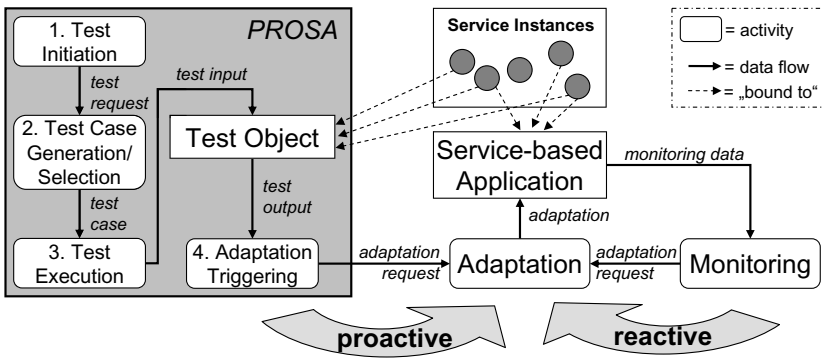 PROSA
1. Test
Initiation
test
request
2. Test Case
Generation/
Selection
test
case
3. Test
Execution
test input
Test Object
test
output
4. Adaptation
Triggering
adaptation
request
Service Instances
Service-based
Application
adaptation
Adaptation
monitoring data
adaptation
request
Monitoring
= activity
= data flow
= „bound to“
proactive
reactive